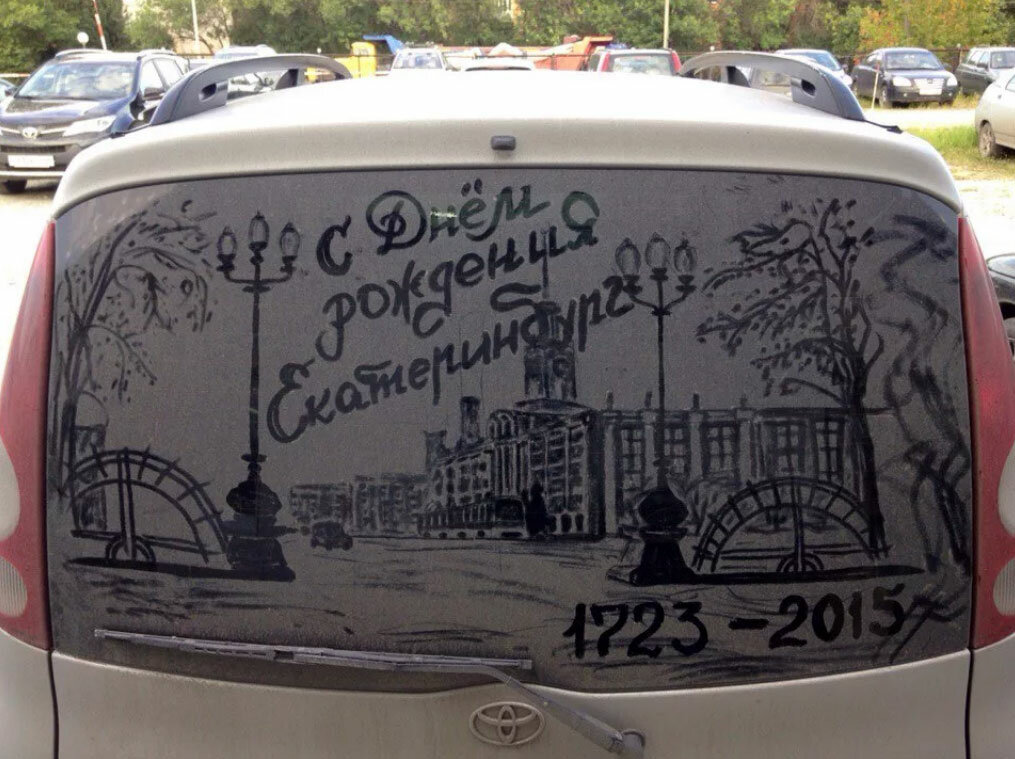 С Днём
рождения
Екатеринбург
1723-2015